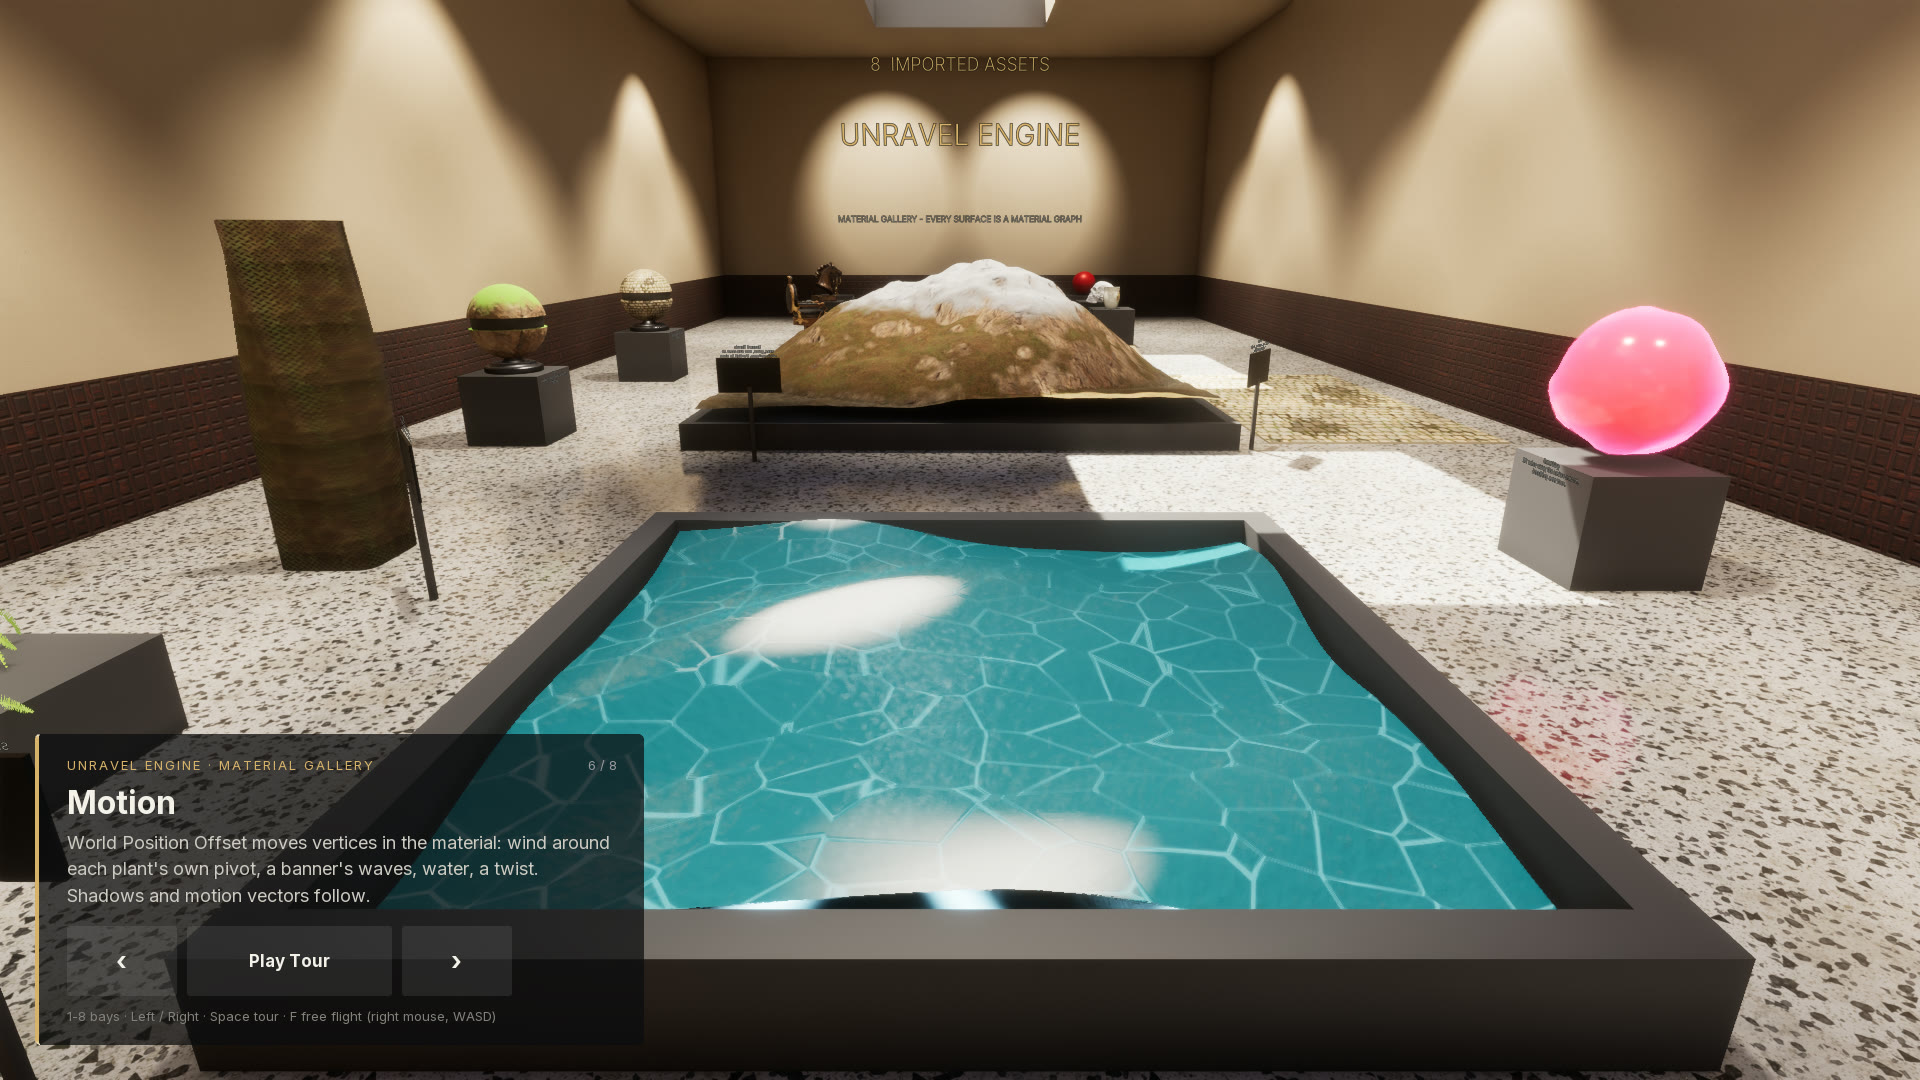 8 IMPORTED ASSETS
UNRAVEL ENGINE
MATERIAL GALLERY - EVERY SURFACE IS A MATERIAL GRAPH
UNRAVEL ENGINE · MATERIAL GALLERY
6 / 8
Motion
World Position Offset moves vertices in the material: wind around
each plant's own pivot, a banner's waves, water, a twist.
Shadows and motion vectors follow.
‹
Play Tour
›
1-8 bays · Left / Right · Space tour · F free flight (right mouse, WASD)